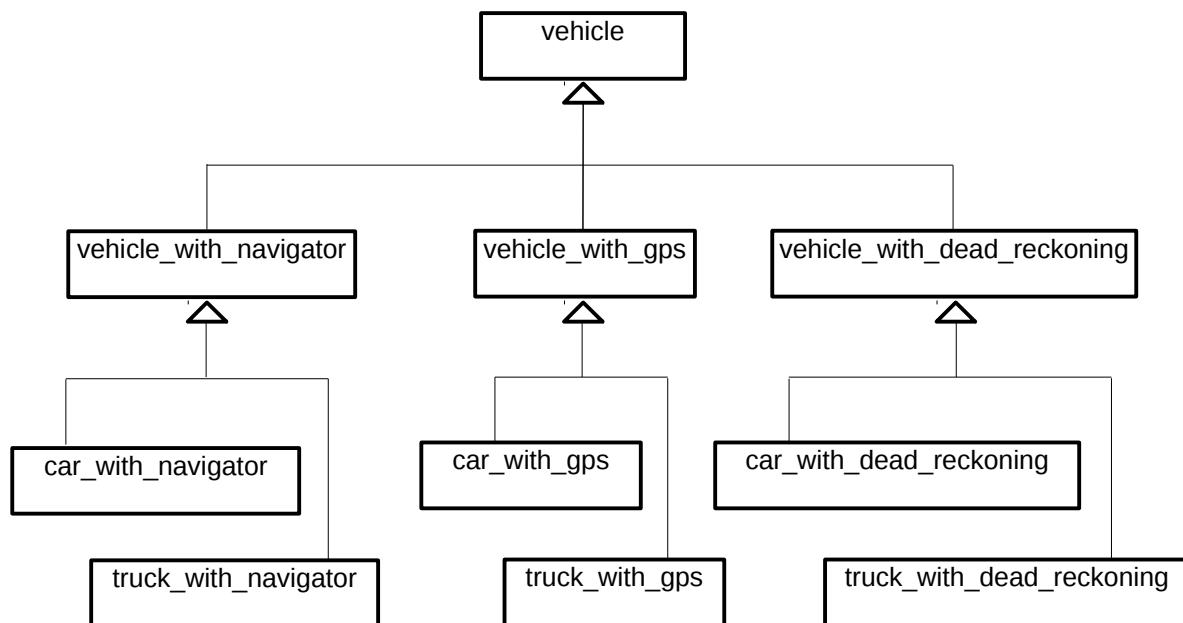 vehicle
vehicle_with_navigator
vehicle_with_gps
vehicle_with_dead_reckoning
car_with_navigator
car_with_gps
car_with_dead_reckoning
truck_with_navigator
truck_with_gps
truck_with_dead_reckoning